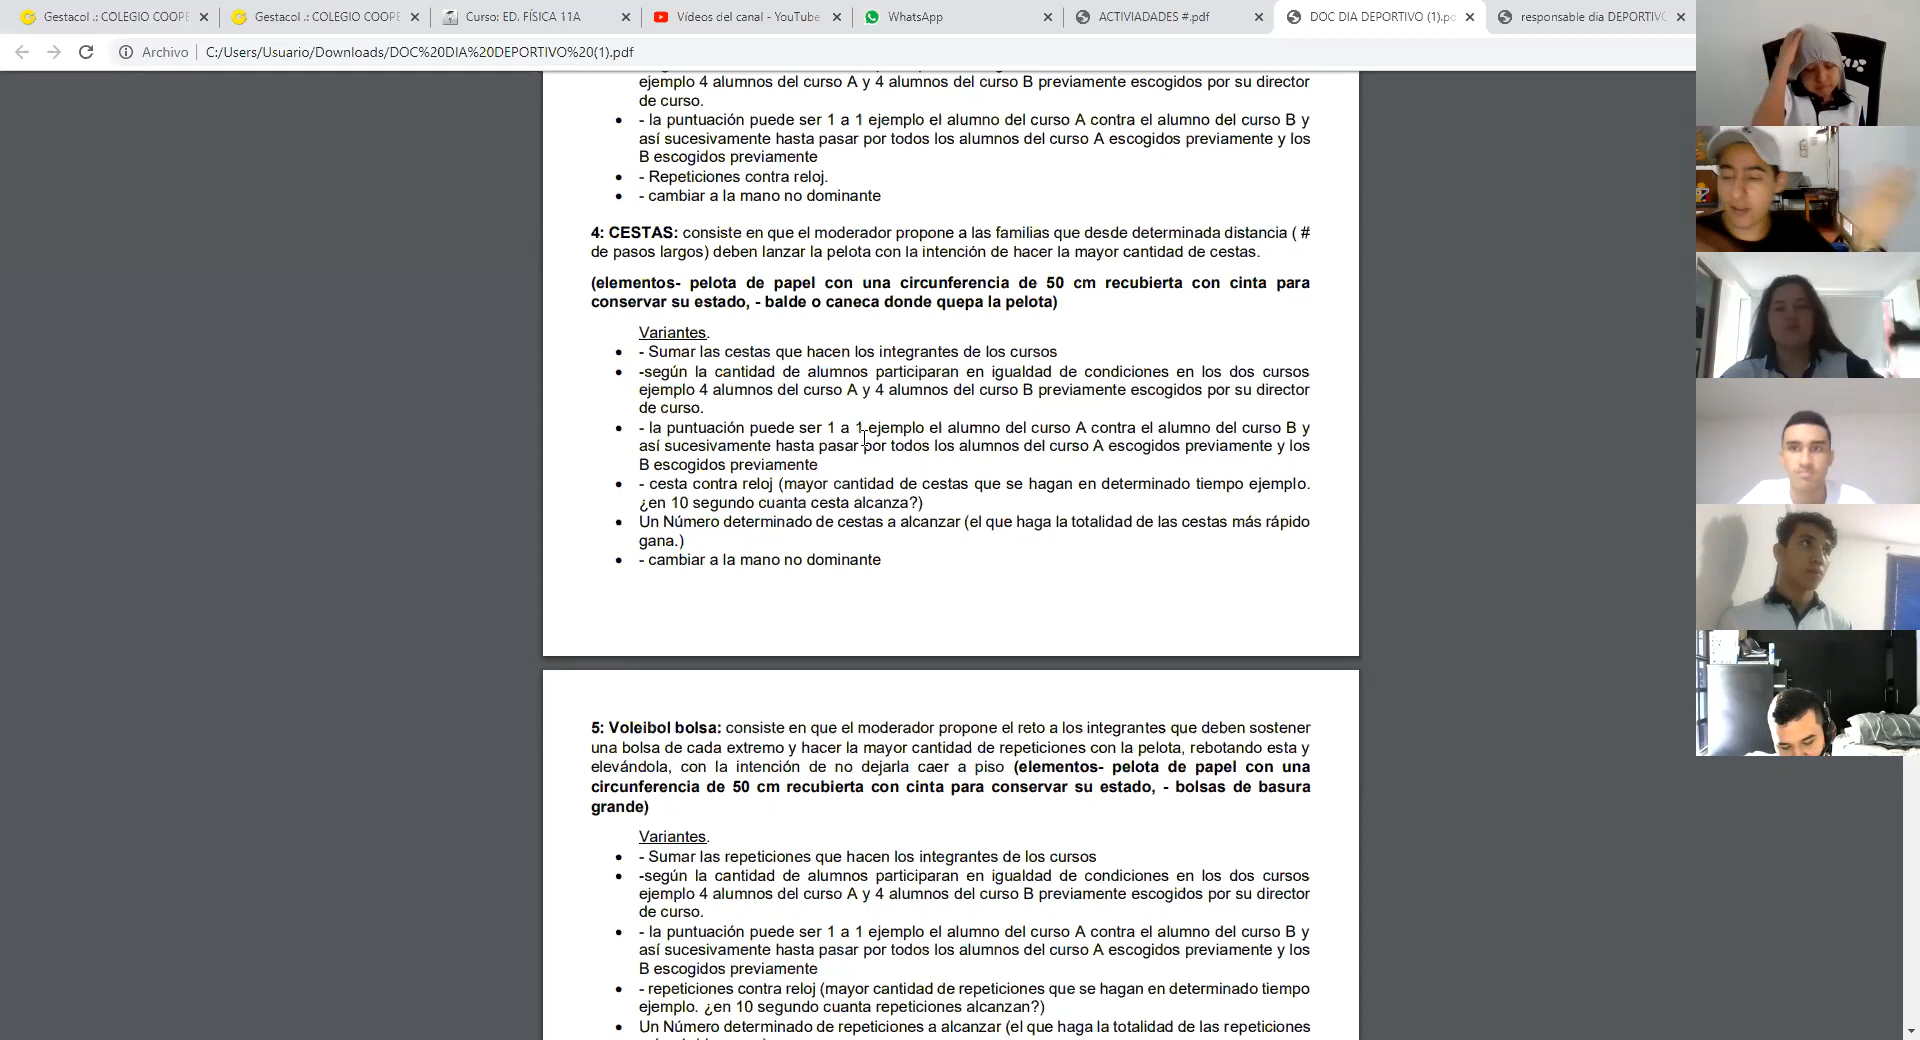 Gestacol .: COLEGIO COOPE
Gestacol .: COLEGIO COOPE
Curso: ED. FÍSICA 11A
Vídeos del canal - YouTube
WhatsApp
ACTIVIADADES #.pdf
DOC DIA DEPORTIVO (1).pd
responsable dia DEPORTIVO
Archivo
C:/Users/Usuario/Downloads/DOC%20DIA%20DEPORTIVO%20(1).pdf
ejemplo 4 alumnos del curso A y 4 alumnos del curso B previamente escogidos por su director
de curso.
• - la puntuación puede ser 1 a 1 ejemplo el alumno del curso A contra el alumno del curso B y
así sucesivamente hasta pasar por todos los alumnos del curso A escogidos previamente y los
B escogidos previamente
• - Repeticiones contra reloj.
• - cambiar a la mano no dominante
4: CESTAS: consiste en que el moderador propone a las familias que desde determinada distancia ( #
de pasos largos) deben lanzar la pelota con la intención de hacer la mayor cantidad de cestas.
(elementos- pelota de papel con una circunferencia de 50 cm recubierta con cinta para
conservar su estado, - balde o caneca donde quepa la pelota)
Variantes.
• - Sumar las cestas que hacen los integrantes de los cursos
• -según la cantidad de alumnos participaran en igualdad de condiciones en los dos cursos
ejemplo 4 alumnos del curso A y 4 alumnos del curso B previamente escogidos por su director
de curso.
• - la puntuación puede ser 1 a 1 ejemplo el alumno del curso A contra el alumno del curso B y
así sucesivamente hasta pasar por todos los alumnos del curso A escogidos previamente y los
B escogidos previamente
• - cesta contra reloj (mayor cantidad de cestas que se hagan en determinado tiempo ejemplo.
¿en 10 segundo cuanta cesta alcanza?)
• Un Número determinado de cestas a alcanzar (el que haga la totalidad de las cestas más rápido
gana.)
• - cambiar a la mano no dominante
5: Voleibol bolsa: consiste en que el moderador propone el reto a los integrantes que deben sostener
una bolsa de cada extremo y hacer la mayor cantidad de repeticiones con la pelota, rebotando esta y
elevándola, con la intención de no dejarla caer a piso (elementos- pelota de papel con una
circunferencia de 50 cm recubierta con cinta para conservar su estado, - bolsas de basura
grande)
Variantes.
• - Sumar las repeticiones que hacen los integrantes de los cursos
• -según la cantidad de alumnos participaran en igualdad de condiciones en los dos cursos
ejemplo 4 alumnos del curso A y 4 alumnos del curso B previamente escogidos por su director
de curso.
• - la puntuación puede ser 1 a 1 ejemplo el alumno del curso A contra el alumno del curso B y
así sucesivamente hasta pasar por todos los alumnos del curso A escogidos previamente y los
B escogidos previamente
• - repeticiones contra reloj (mayor cantidad de repeticiones que se hagan en determinado tiempo
ejemplo. ¿en 10 segundo cuanta repeticiones alcanzan?)
• Un Número determinado de repeticiones a alcanzar (el que haga la totalidad de las repeticiones